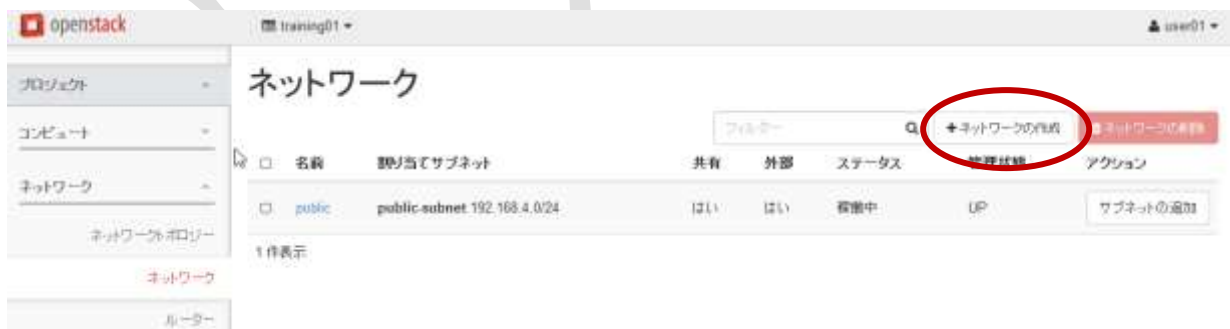 openstack
training01
user01
プロジェクト
ネットワーク
コンピュート
フィルター
+ネットワークの作成
ネットワークの削除
名前 割り当てサブネット 共有 外部 ステータス 管理状態 アクション
ネットワーク
public public-subnet 192.168.4.0/24 はい はい 稼働中 UP サブネットの追加
ネットワークトポロジー
1 件表示
ネットワーク
ルーター